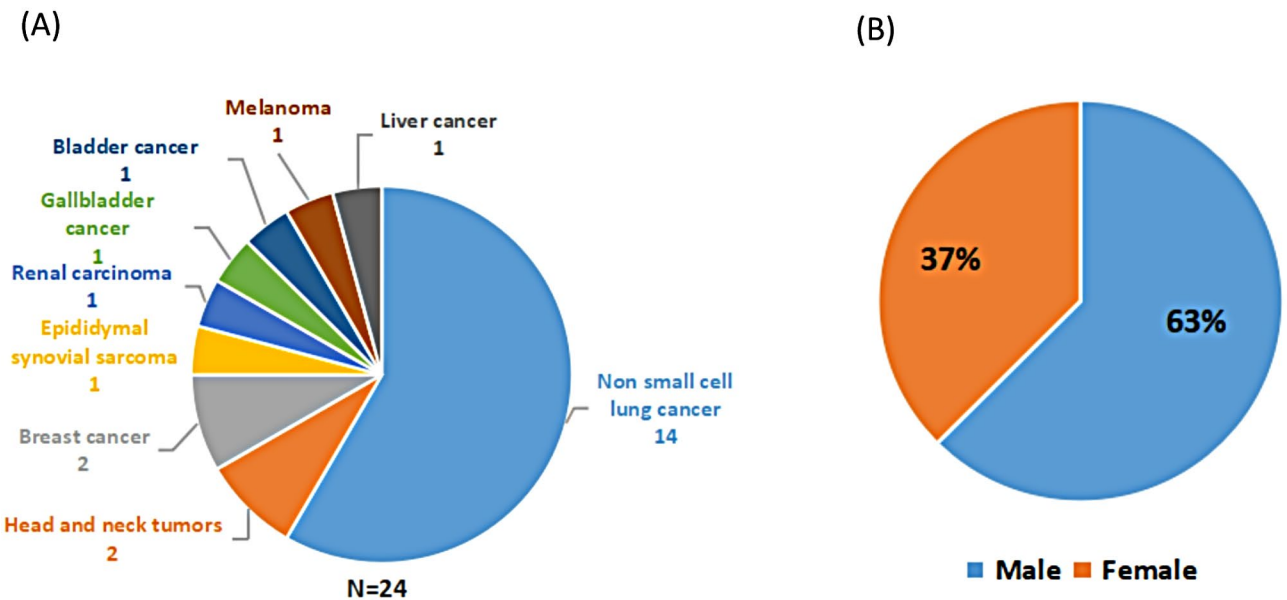 (A)
Melanoma
1
Liver cancer
1
Bladder cancer
1
Gallbladder
cancer
1
Renal carcinoma
1
Epididymal
synovial sarcoma
1
Breast cancer
2
Head and neck tumors
2
Non small cell
lung cancer
14
N=24
(B)
37%
63%
Male
Female